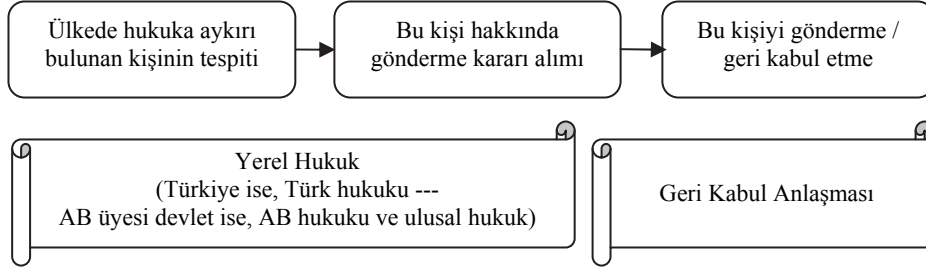 Ülkede hukuka aykırı
bulunan kişinin tespiti
Bu kişi hakkında
gönderme kararı alımı
Bu kişiyi gönderme /
geri kabul etme
Yerel Hukuk
(Türkiye ise, Türk hukuku ---
AB üyesi devlet ise, AB hukuku ve ulusal hukuk)
Geri Kabul Anlaşması